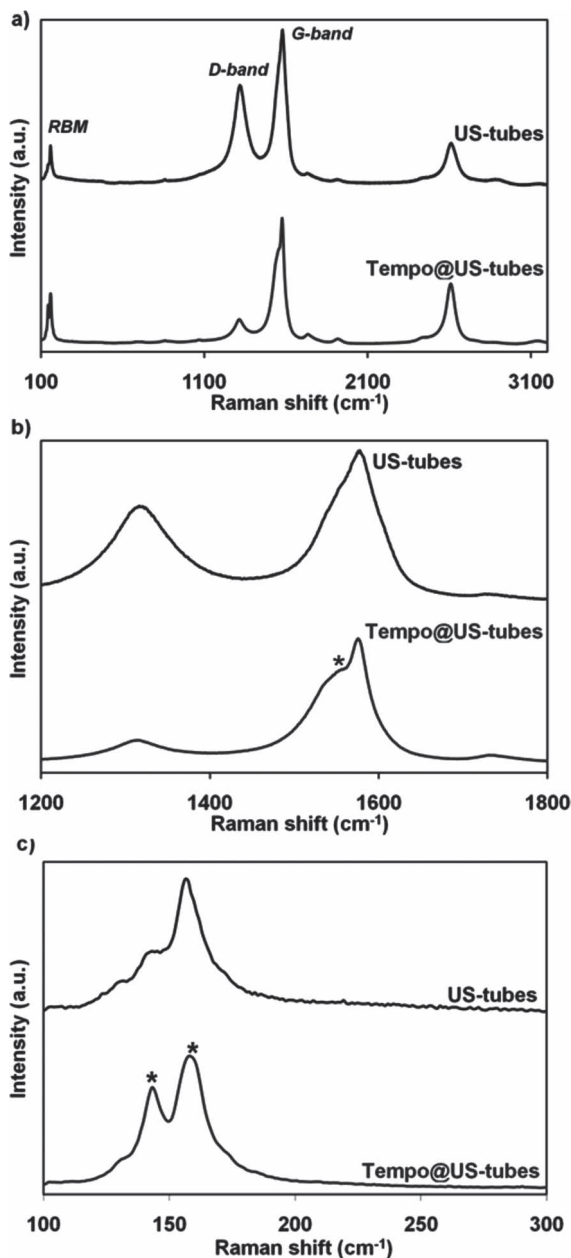 a)
G-band
D-band
RBM
US-tubes
Tempo@US-tubes
Intensity (a.u.)
100 1100 2100 3100
Raman shift (cm-1)
b)
US-tubes
Tempo@US-tubes
*
Intensity (a.u.)
1200 1400 1600 1800
Raman shift (cm-1)
c)
US-tubes
* *
Tempo@US-tubes
Intensity (a.u.)
100 150 200 250 300
Raman shift (cm-1)